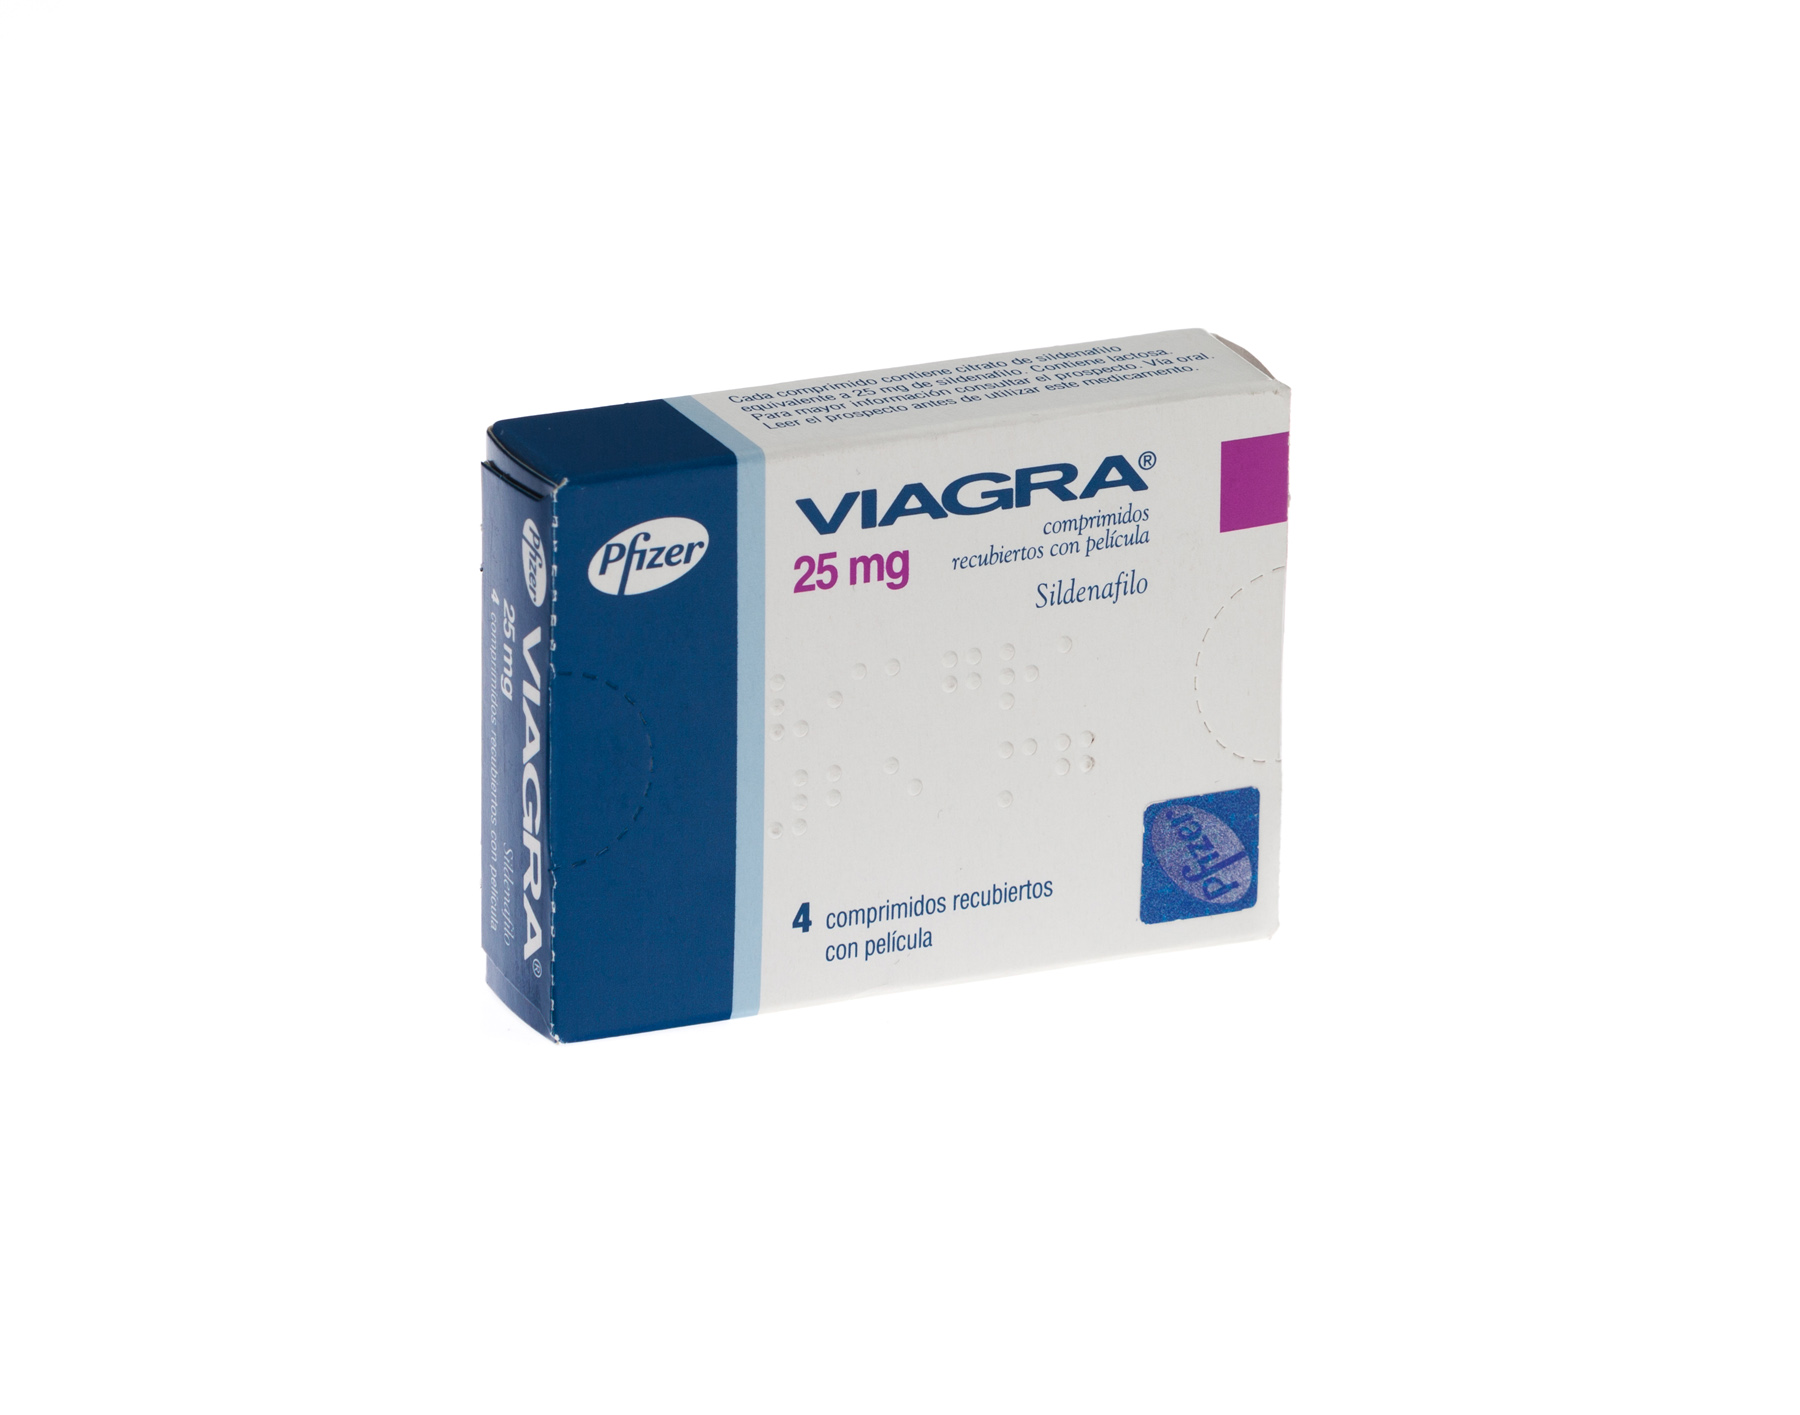 Cada comprimido contiene citrato de sildenafilo
equivalente a 25 mg de sildenafilo. Contiene lactosa.
Para mayor información consultar el prospecto. Vía oral.
Leer el prospecto antes de utilizar este medicamento.
Pfizer
VIAGRA®
25 mg
comprimidos
recubiertos con película
Sildenafilo
4 comprimidos recubiertos
con película
Pfizer
Pfizer
VIAGRA®
25 mg
Sildenafilo
4 comprimidos recubiertos con película